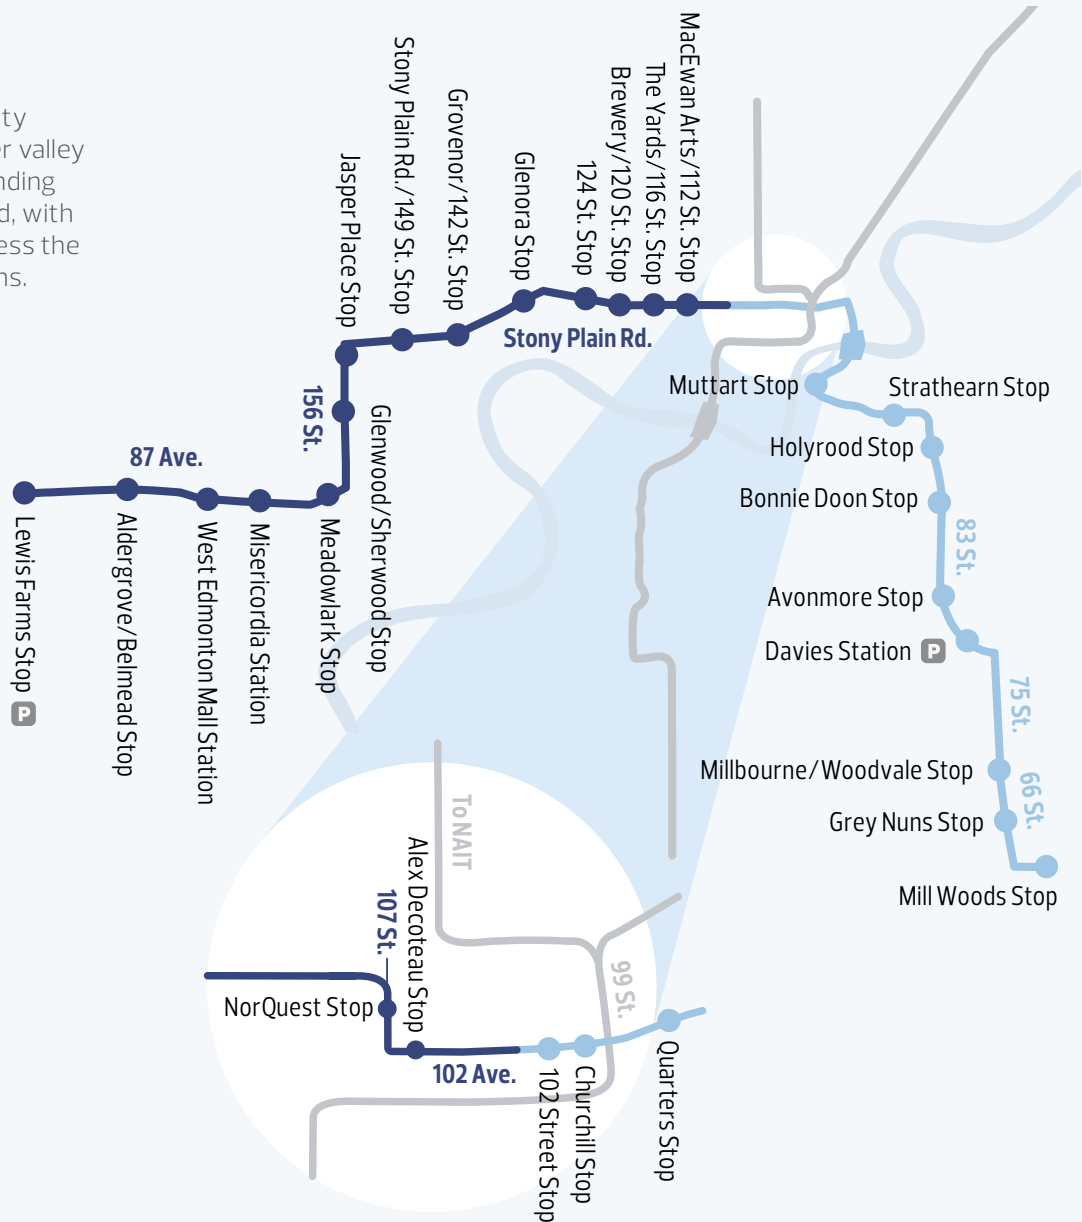 ty
er valley
nding
d, with
ess the
ns.
Jasper Place Stop
Stony Plain Rd./149 St. Stop
Grovenor/142 St. Stop
Glenora Stop
124 St. Stop
Brewery/120 St. Stop
The Yards/116 St. Stop
MacEwan Arts/112 St. Stop
Stony Plain Rd.
156 St.
87 Ave.
Lewis Farms Stop P
Aldergrove/Belmead Stop
West Edmonton Mall Station
Misericordia Station
Meadowlark Stop
Glenwood/Sherwood Stop
Muttart Stop
Strathearn Stop
Holyrood Stop
Bonnie Doon Stop
83 St.
Avonmore Stop
Davies Station P
75 St.
Millbourne/Woodvale Stop
66 St.
Grey Nuns Stop
Mill Woods Stop
To NAIT
107 St.
Alex Decoteau Stop
99 St.
NorQuest Stop
102 Ave.
102 Street Stop
Churchill Stop
Quarters Stop